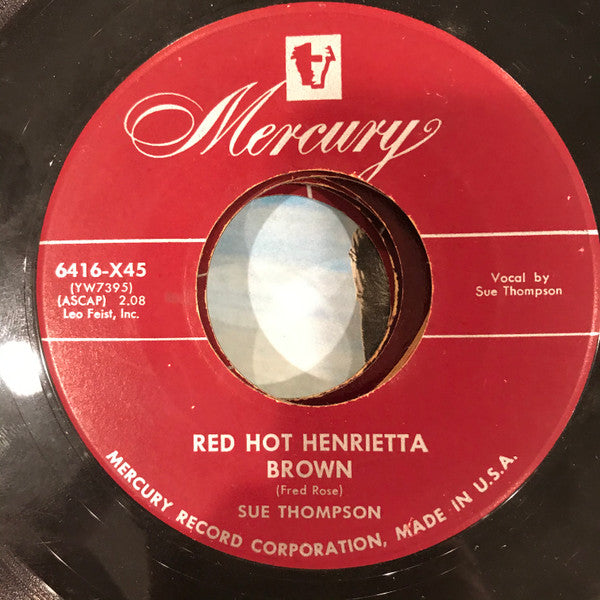 Mercury
6416-X45
(YW7395)
(ASCAP) 2.08
Leo Feist, Inc.
Vocal by
Sue Thompson
RED HOT HENRIETTA
BROWN
(Fred Rose)
SUE THOMPSON
MERCURY RECORD CORPORATION, MADE IN U.S.A.